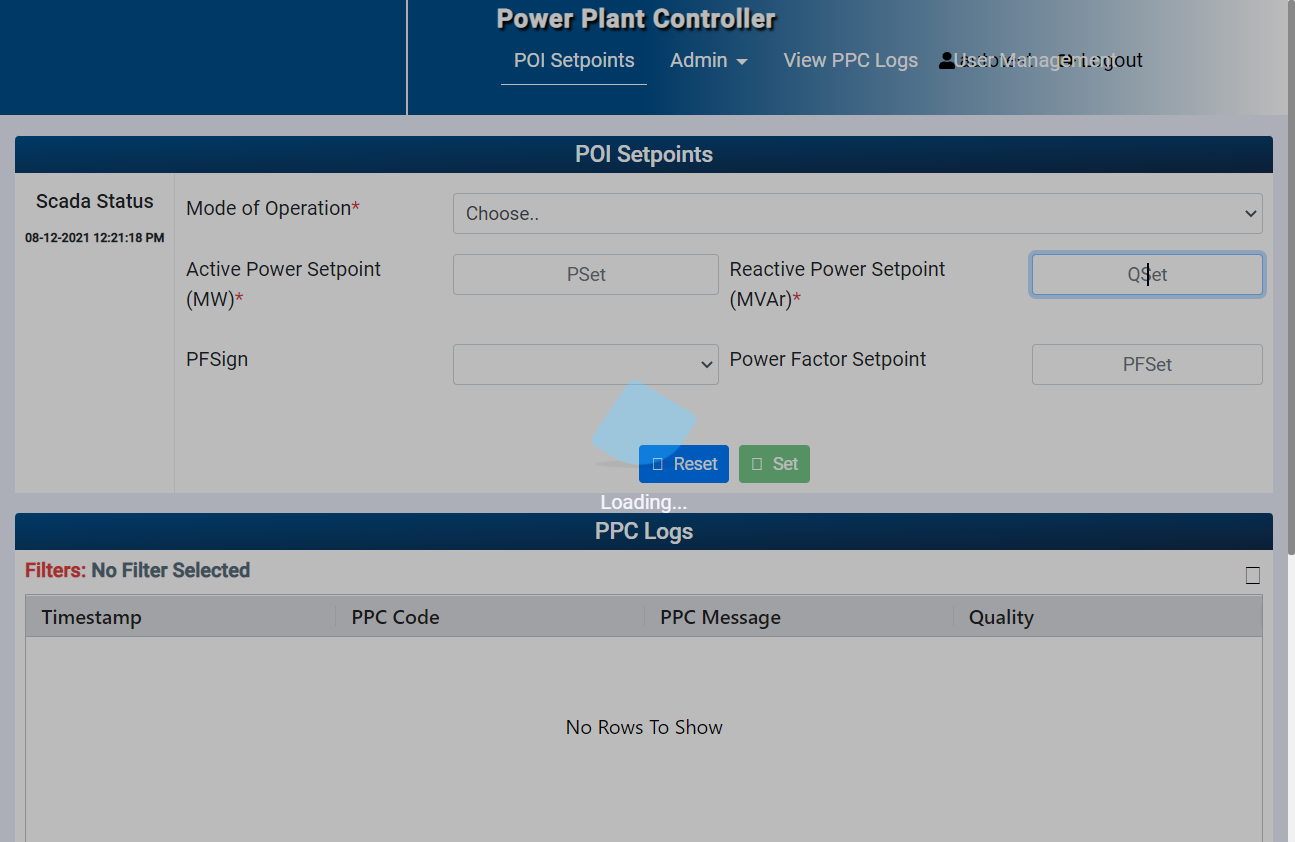 Power Plant Controller
POI Setpoints Admin View PPC Logs User Management Logout
POI Setpoints
Scada Status
08-12-2021 12:21:18 PM
Mode of Operation*
Choose..
Active Power Setpoint
(MW)*
PSet
Reactive Power Setpoint
(MVAr)*
QSet
PFSign
Power Factor Setpoint
PFSet
Reset
Set
Loading...
PPC Logs
Filters: No Filter Selected
Timestamp PPC Code PPC Message Quality
No Rows To Show